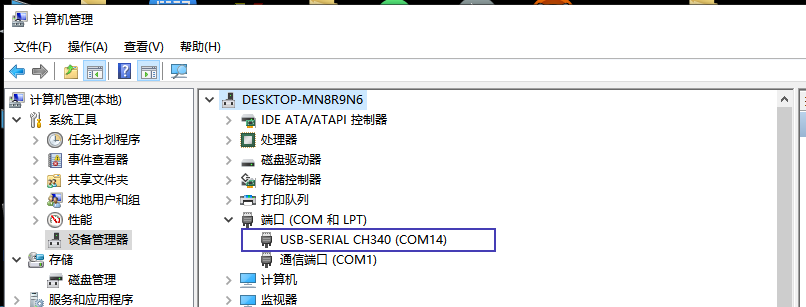 计算机管理
文件(F) 操作(A) 查看(V) 帮助(H)
计算机管理(本地)
系统工具
任务计划程序
事件查看器
共享文件夹
本地用户和组
性能
设备管理器
存储
磁盘管理
服务和应用程序
DESKTOP-MN8R9N6
IDE ATA/ATAPI 控制器
处理器
磁盘驱动器
存储控制器
打印队列
端口 (COM 和 LPT)
USB-SERIAL CH340 (COM14)
通信端口 (COM1)
计算机
监视器